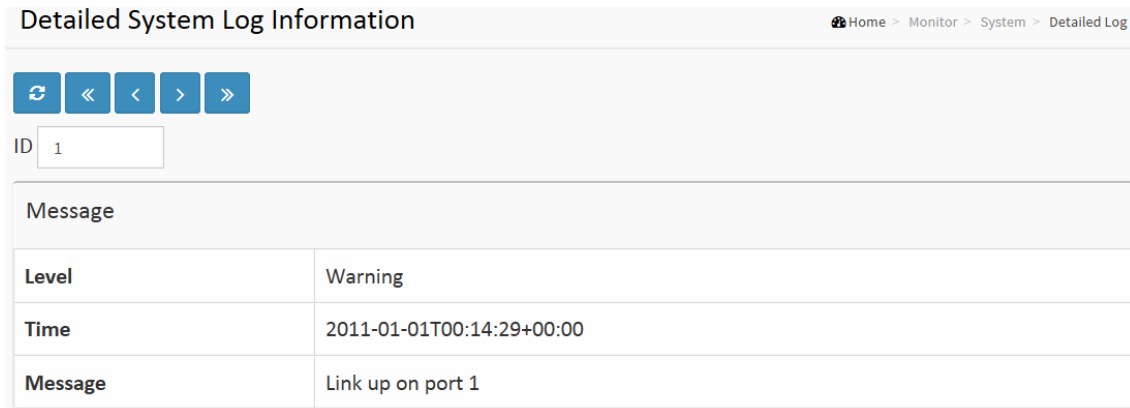 Detailed System Log Information
Home > Monitor > System > Detailed Log
ID 1
Message
Level Warning
Time 2011-01-01T00:14:29+00:00
Message Link up on port 1